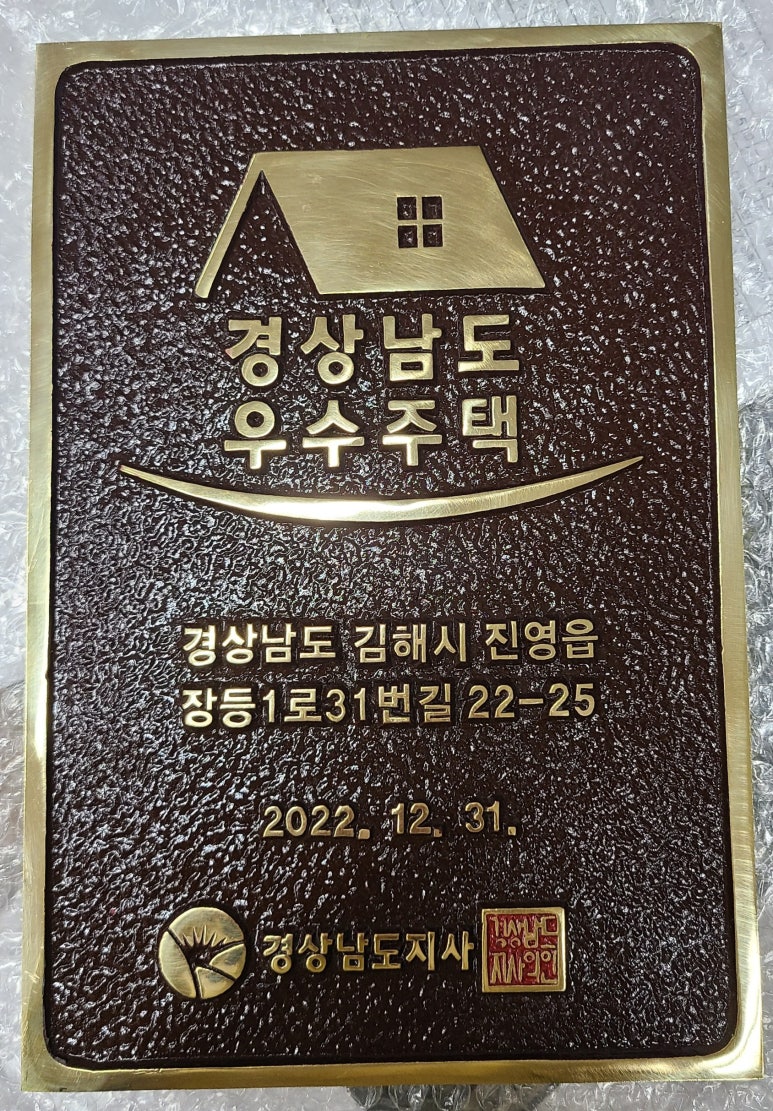 경상남도
우수주택
경상남도 김해시 진영읍
장등1로31번길 22-25
2022. 12. 31.
경상남도지사
경상남도
지사의인